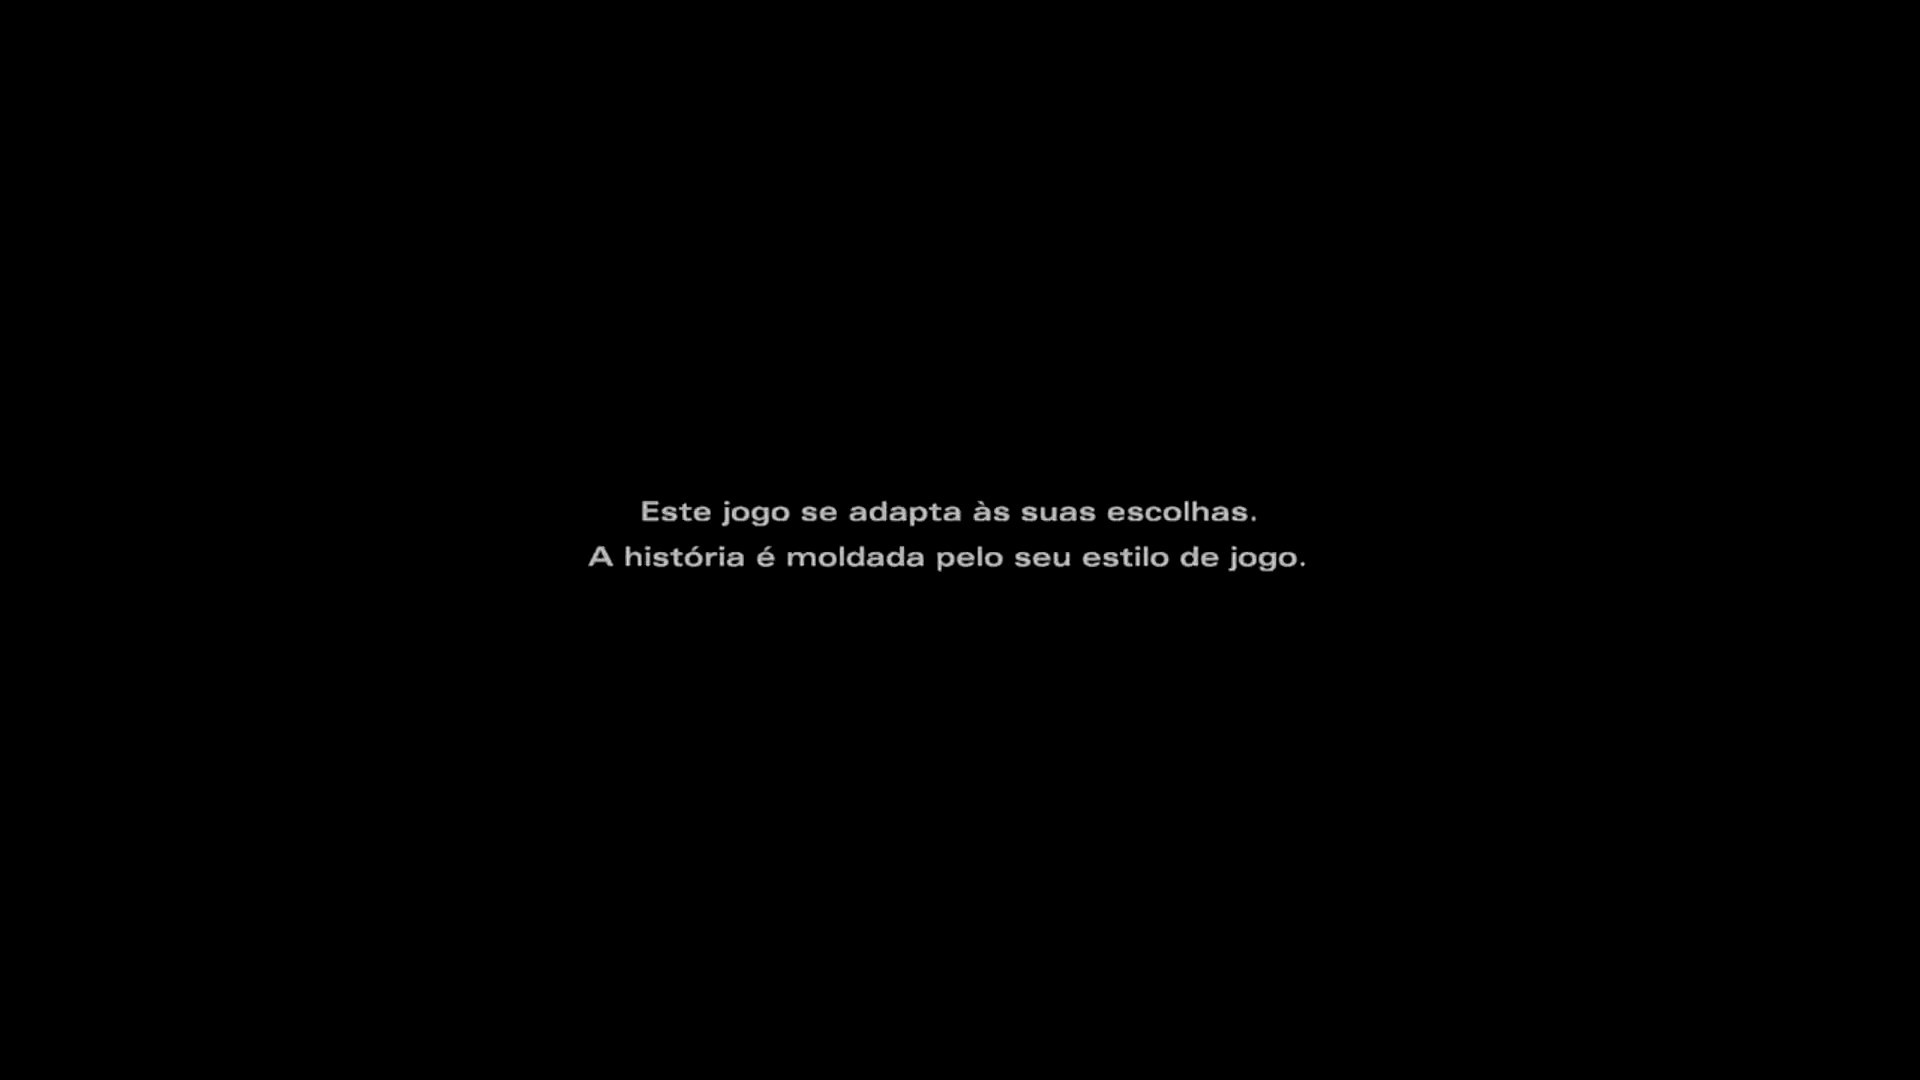 Este jogo se adapta às suas escolhas.
A história é moldada pelo seu estilo de jogo.